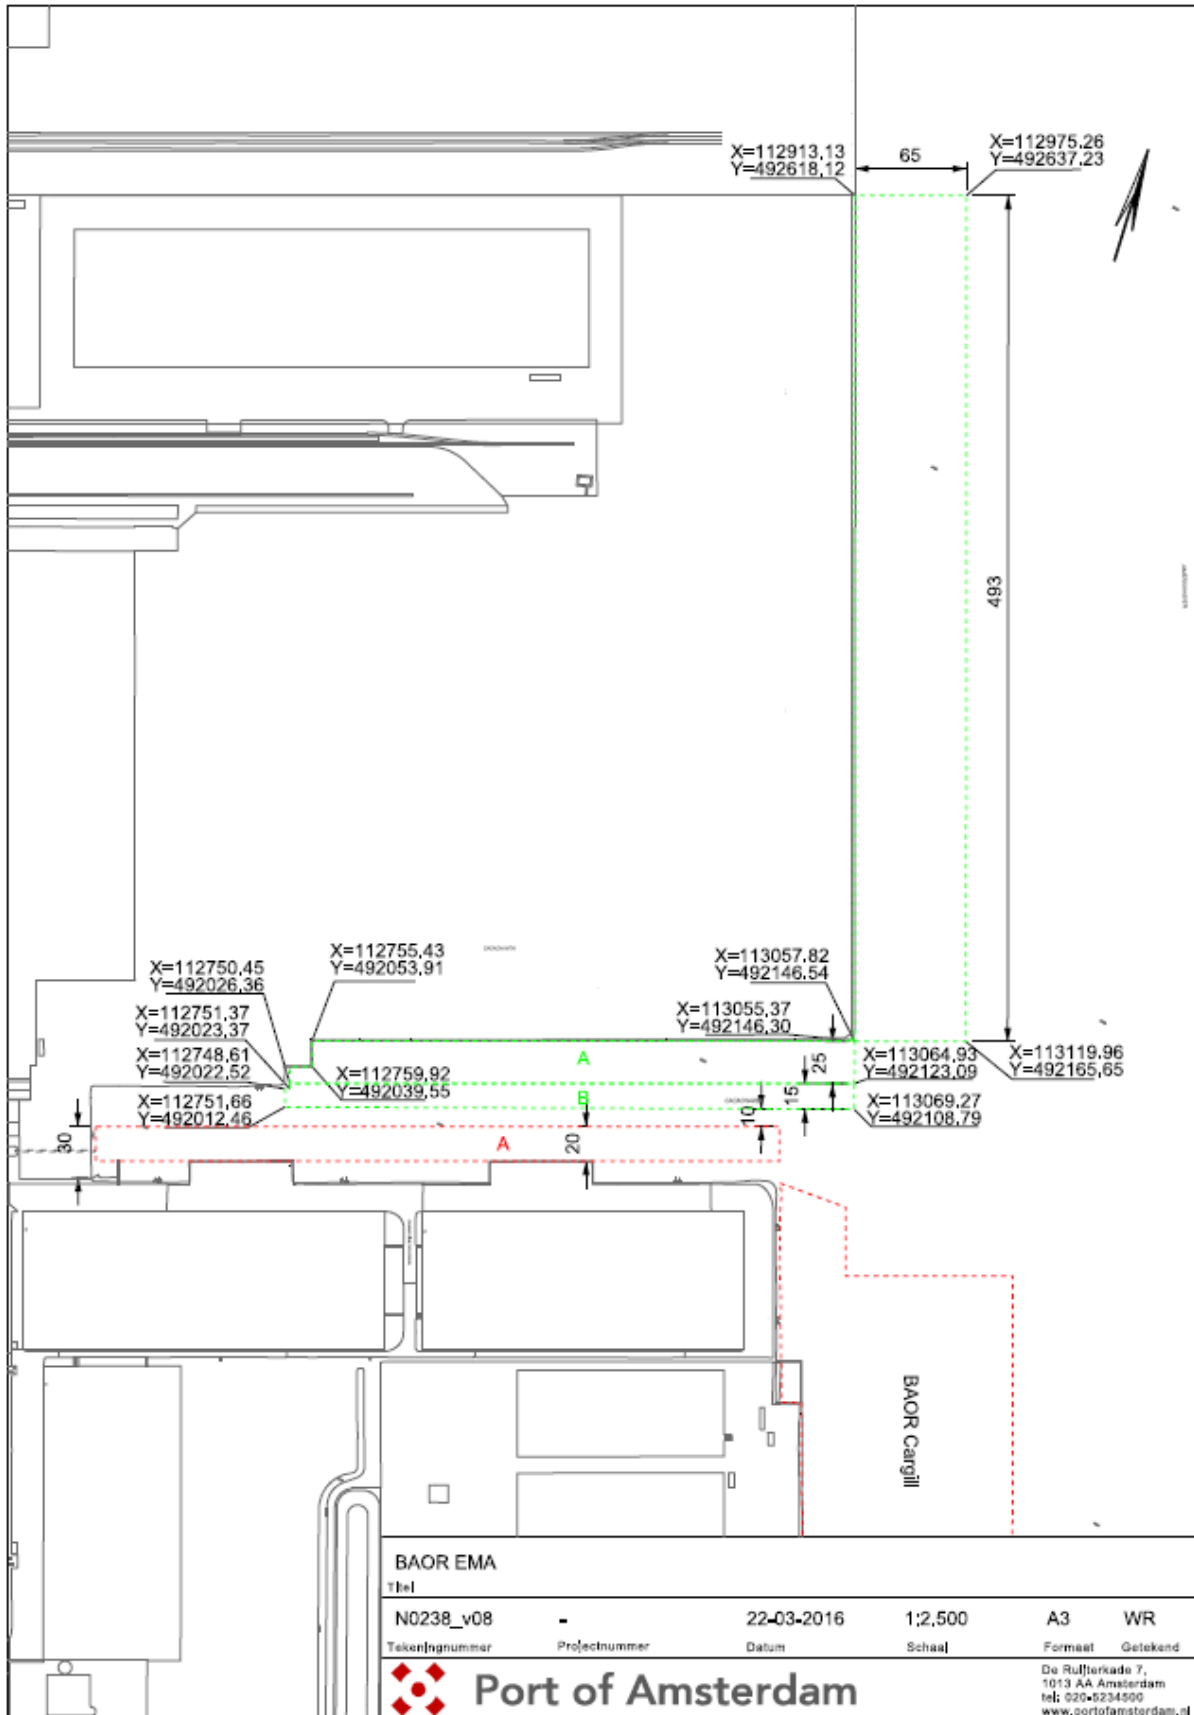 X=112913,13
Y=492618,12
65
X=112975.26
Y=492637,23
493
X=112755,43
Y=492053,91
X=112750,45
Y=492026,36
X=113057.82
Y=492146.54
X=112751,37
Y=492023,37
X=113055,37
Y=492146,30
X=112748,61
Y=492022,52
X=112759,92
Y=492039,55
A
25
X=113064,93
Y=492123,09
X=113119.96
Y=492165,65
X=112751,66
Y=492012,46
B
15
10
X=113069,27
Y=492108,79
30
A
20
BAOR Cargill
BAOR EMA
Titel
N0238_v08 - 22-03-2016 1:2,500 A3 WR
Tekeningnummer Projectnummer Datum Schaal Formaat Getekend
Port of Amsterdam
De Ruijterkade 7,
1013 AA Amsterdam
tel: 020-5234500
www.portofamsterdam.nl